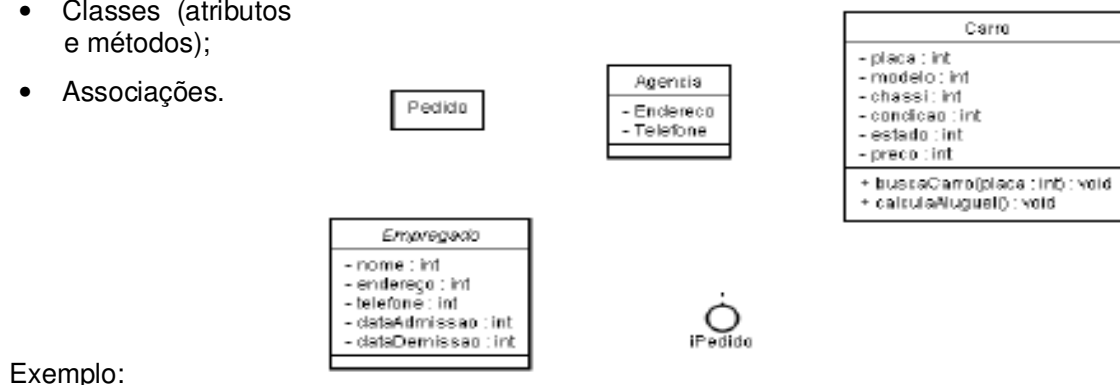 • Classes (atributos
e métodos);
• Associações.
Pedido
Agencia
- Endereco
- Telefone
Carro
- placa : int
- modelo : int
- chassi : int
- condicao : int
- estado : int
- preco : int
+ buscaCarro(placa : int) : void
+ calculaAluguel() : void
Empregado
- nome : int
- endereço : int
- telefone : int
- dataAdmissao : int
- dataDemissao : int
iPedido
Exemplo: